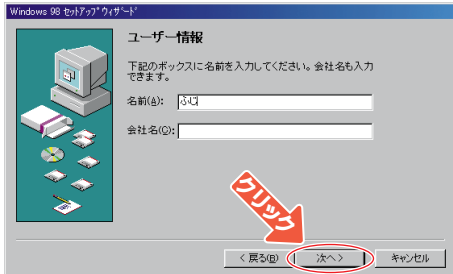 Windows 98 セットアップ ウィザード
ユーザー情報
下記のボックスに名前を入力してください。会社名も入力
できます。
名前(A): ふじ
会社名(O):
クリック
< 戻る(B) 次へ > キャンセル